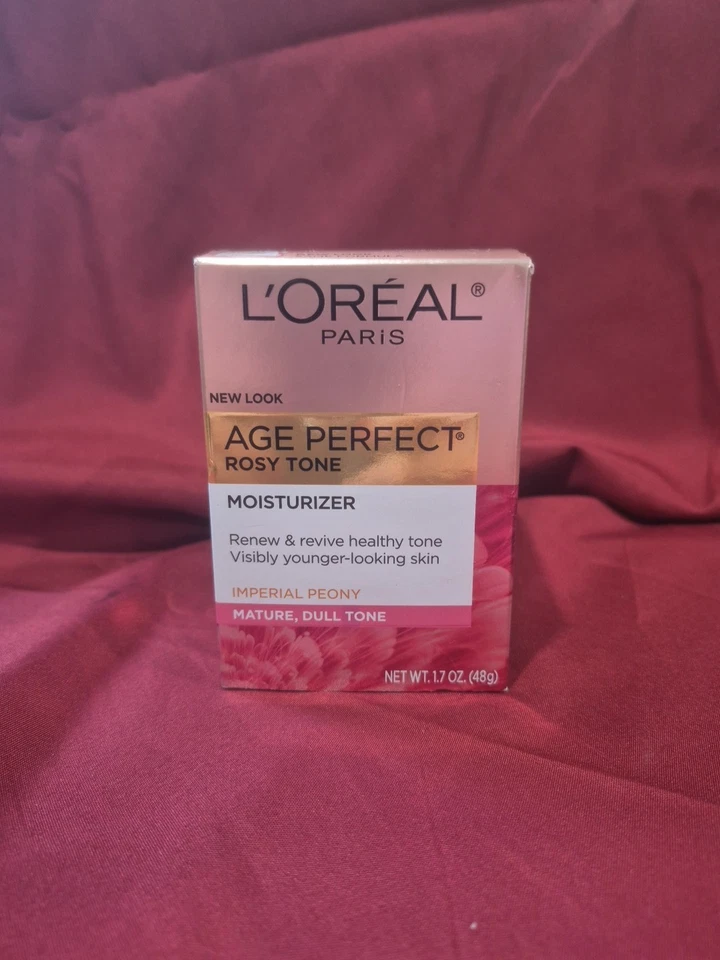 L'ORÉAL®
PARiS
NEW LOOK
AGE PERFECT®
ROSY TONE
MOISTURIZER
Renew & revive healthy tone
Visibly younger-looking skin
IMPERIAL PEONY
MATURE, DULL TONE
NET WT. 1.7 OZ. (48g)